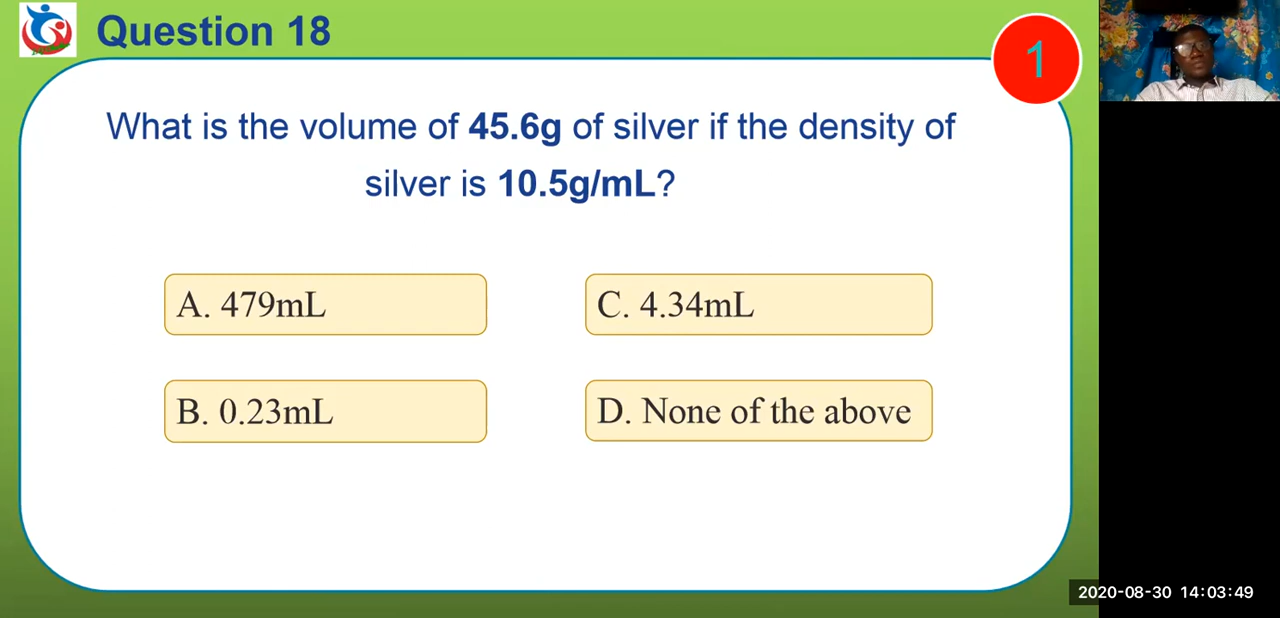 Question 18
1
What is the volume of 45.6g of silver if the density of
silver is 10.5g/mL?
A. 479mL
C. 4.34mL
B. 0.23mL
D. None of the above
2020-08-30 14:03:49